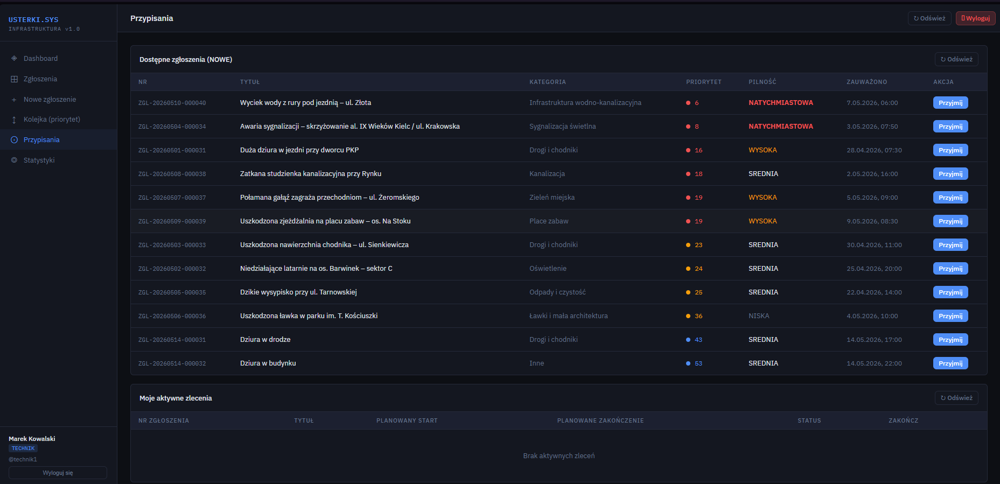 USTERKI.SYS
INFRASTRUKTURA v1.0
Dashboard
Zgłoszenia
Nowe zgłoszenie
Kolejka (priorytet)
Przypisania
Statystyki
Marek Kowalski
TECHNIK
@technik1
Wyloguj się
Przypisania
↻ Odśwież
Wyloguj
Dostępne zgłoszenia (NOWE)
↻ Odśwież
NR TYTUŁ KATEGORIA PRIORYTET PILNOŚĆ ZAUWAŻONO AKCJA
ZGL-20260510-000040 Wyciek wody z rury pod jezdnią – ul. Złota Infrastruktura wodno-kanalizacyjna 6 NATYCHMIASTOWA 7.05.2026, 06:00 Przyjmij
ZGL-20260504-000034 Awaria sygnalizacji – skrzyżowanie al. IX Wieków Kielc / ul. Krakowska Sygnalizacja świetlna 8 NATYCHMIASTOWA 3.05.2026, 07:50 Przyjmij
ZGL-20260501-000031 Duża dziura w jezdni przy dworcu PKP Drogi i chodniki 16 WYSOKA 28.04.2026, 07:30 Przyjmij
ZGL-20260508-000038 Zatkana studzienka kanalizacyjna przy Rynku Kanalizacja 18 SREDNIA 2.05.2026, 16:00 Przyjmij
ZGL-20260507-000037 Połamana gałąź zagraża przechodniom – ul. Żeromskiego Zieleń miejska 19 WYSOKA 5.05.2026, 09:00 Przyjmij
ZGL-20260509-000039 Uszkodzona zjeżdżalnia na placu zabaw – os. Na Stoku Place zabaw 19 WYSOKA 9.05.2026, 08:30 Przyjmij
ZGL-20260503-000033 Uszkodzona nawierzchnia chodnika – ul. Sienkiewicza Drogi i chodniki 23 SREDNIA 30.04.2026, 11:00 Przyjmij
ZGL-20260502-000032 Niedziałające latarnie na os. Barwinek – sektor C Oświetlenie 24 SREDNIA 25.04.2026, 20:00 Przyjmij
ZGL-20260505-000035 Dzikie wysypisko przy ul. Tarnowskiej Odpady i czystość 25 SREDNIA 22.04.2026, 14:00 Przyjmij
ZGL-20260506-000036 Uszkodzona ławka w parku im. T. Kościuszki Ławki i mała architektura 36 NISKA 4.05.2026, 10:00 Przyjmij
ZGL-20260514-000031 Dziura w drodze Drogi i chodniki 43 SREDNIA 14.05.2026, 17:00 Przyjmij
ZGL-20260514-000032 Dziura w budynku Inne 53 SREDNIA 14.05.2026, 22:00 Przyjmij
Moje aktywne zlecenia
↻ Odśwież
NR ZGŁOSZENIA TYTUŁ PLANOWANY START PLANOWANE ZAKOŃCZENIE STATUS ZAKOŃCZ
Brak aktywnych zleceń